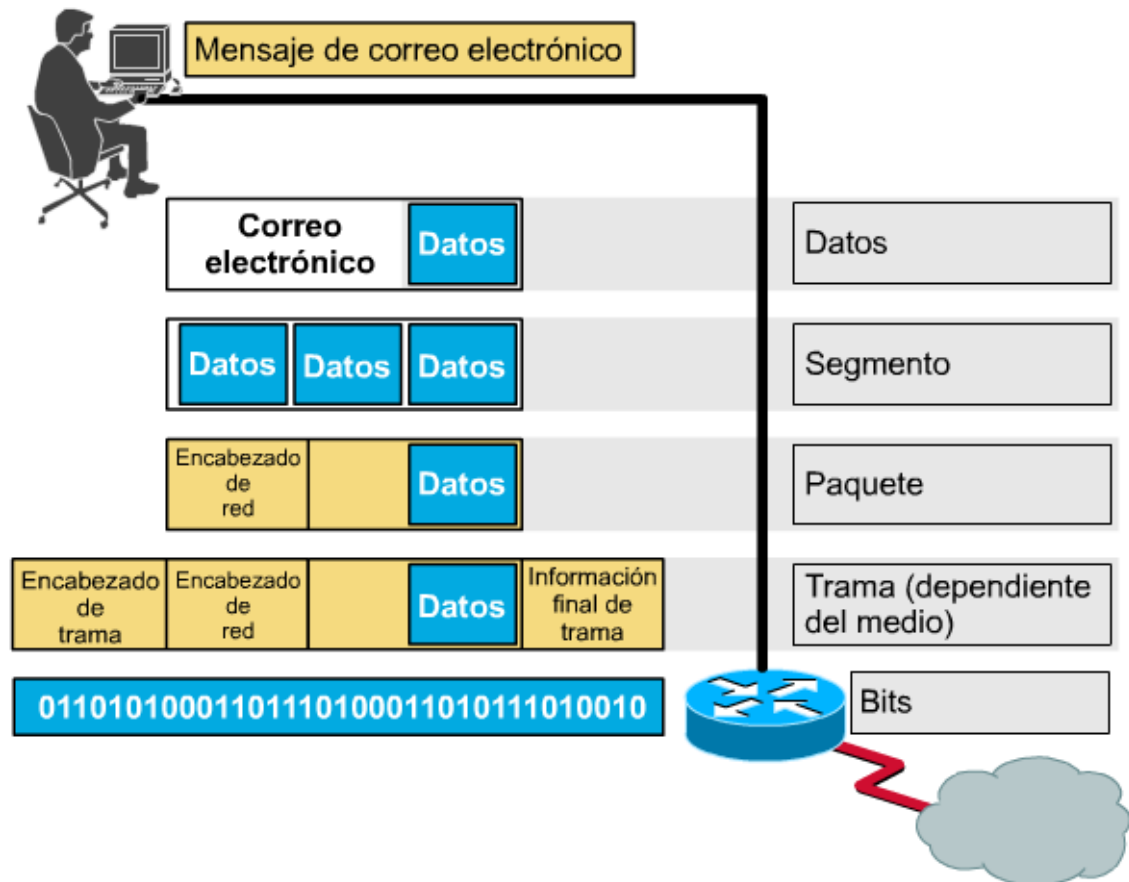 Mensaje de correo electrónico
Correo
electrónico
Datos
Datos
Datos
Datos
Datos
Segmento
Encabezado
de
red
Datos
Paquete
Encabezado
de
trama
Encabezado
de
red
Datos
Información
final de
trama
Trama (dependiente
del medio)
01101010001101110100011010111010010
Bits